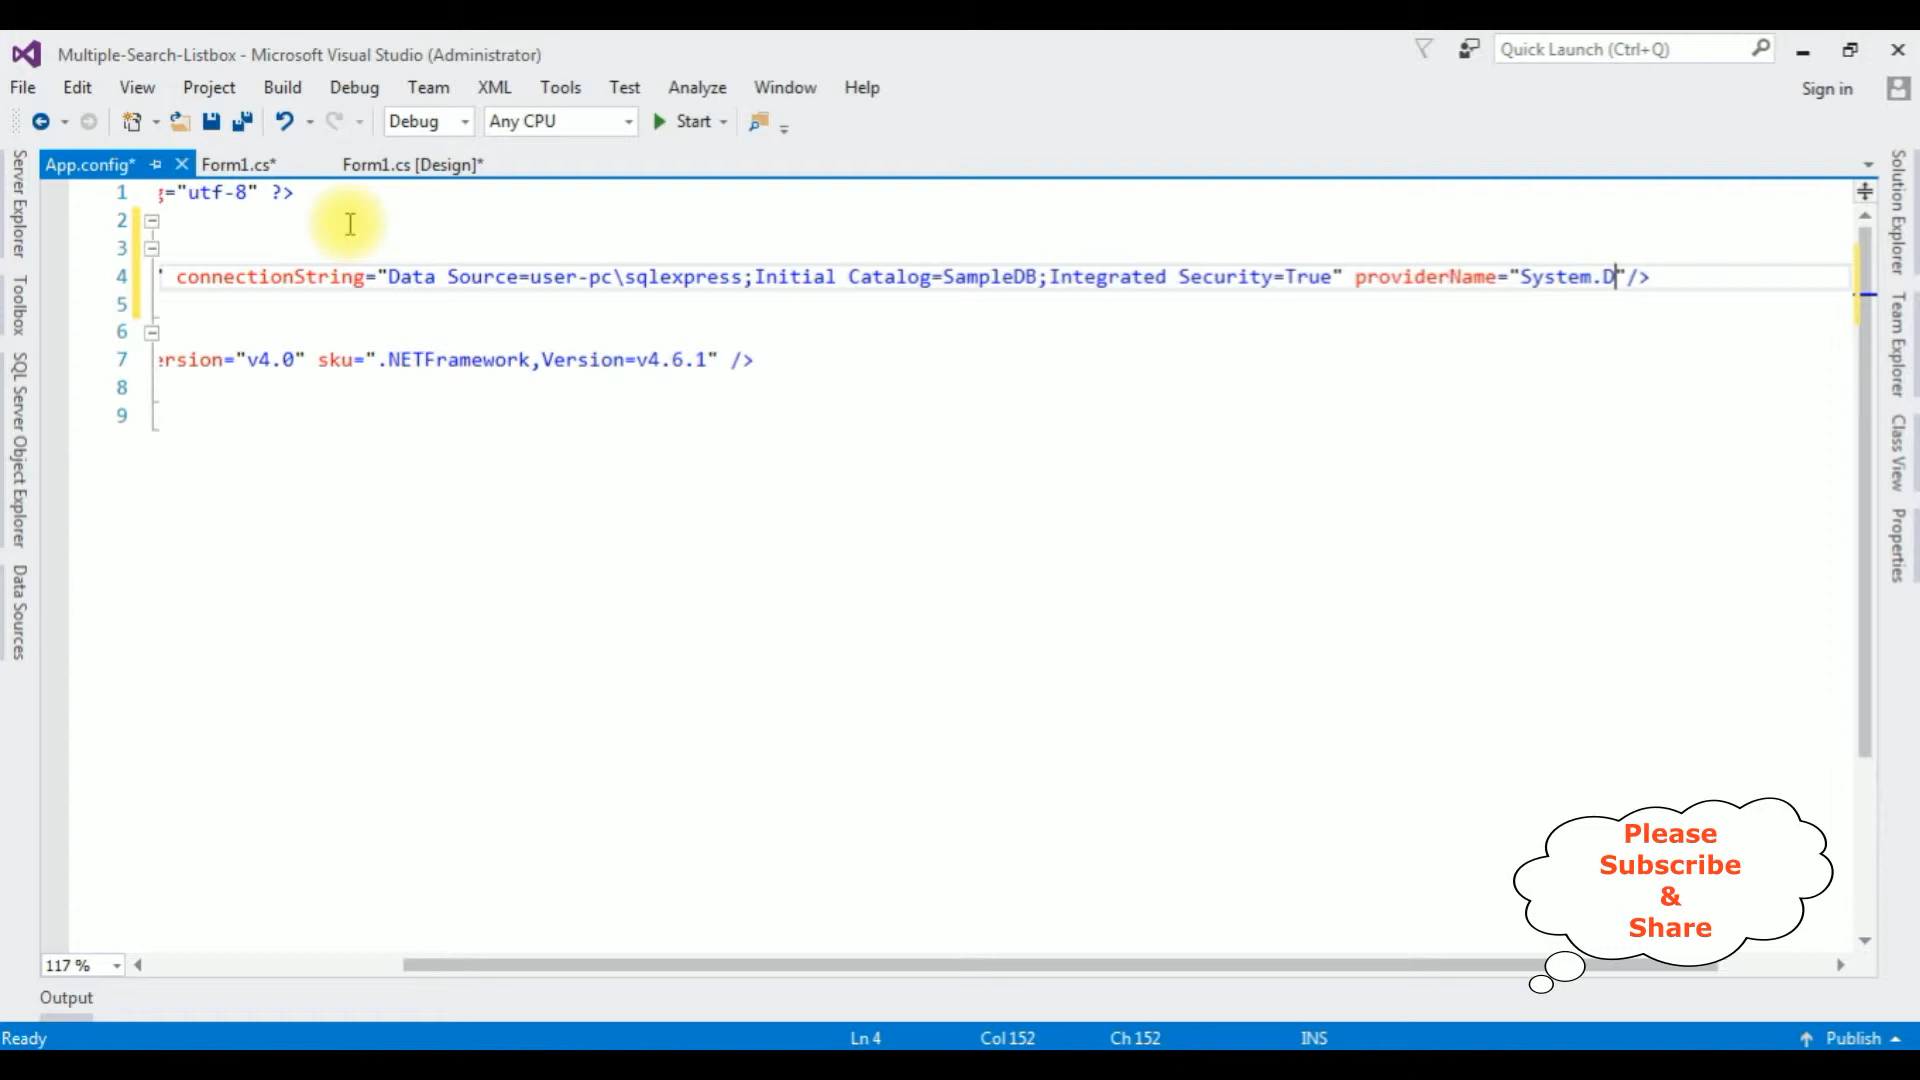 Multiple-Search-Listbox - Microsoft Visual Studio (Administrator)
Quick Launch (Ctrl+Q)
File Edit View Project Build Debug Team XML Tools Test Analyze Window Help
Sign in
Debug Any CPU Start
App.config* Form1.cs* Form1.cs [Design]*
1 ="utf-8" ?>
2
3
4 " connectionString="Data Source=user-pc\sqlexpress;Initial Catalog=SampleDB;Integrated Security=True" providerName="System.D"/>
5
6
7 ersion="v4.0" sku=".NETFramework,Version=v4.6.1" />
8
9
Server Explorer
Toolbox
SQL Server Object Explorer
Data Sources
Solution Explorer
Team Explorer
Class View
Properties
Please
Subscribe
&
Share
117 %
Output
Ready Ln 4 Col 152 Ch 152 INS Publish